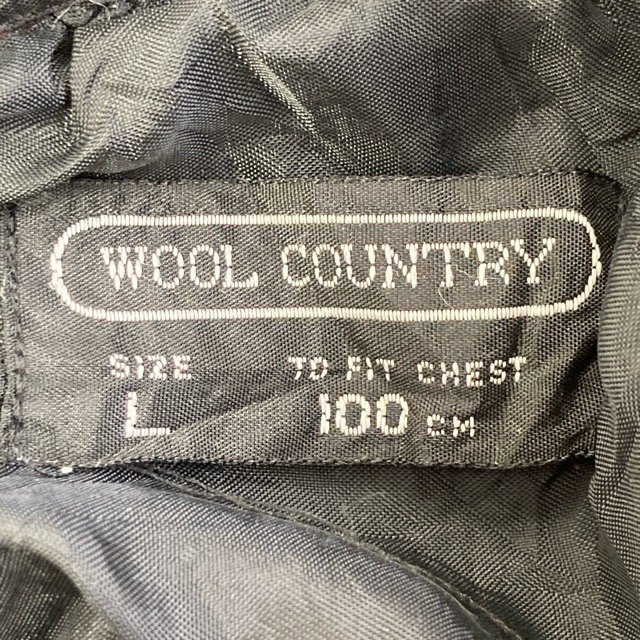 WOOL COUNTRY
SIZE TO FIT CHEST
L 100 CM